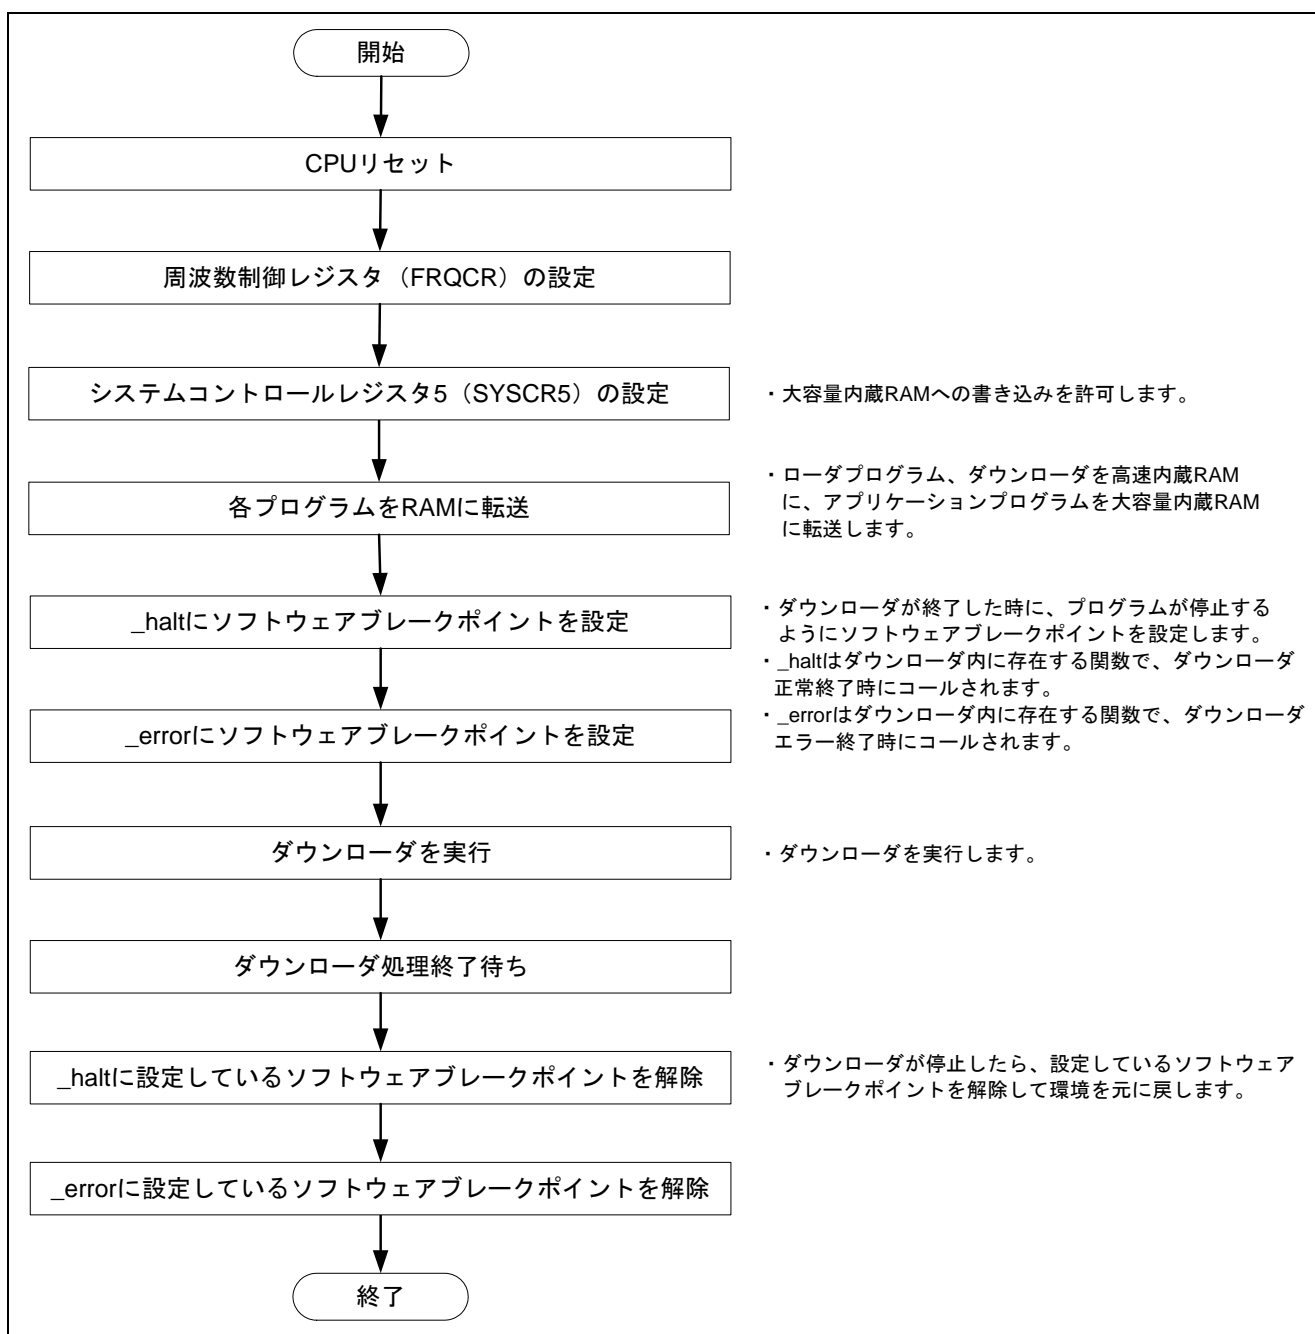 開始
CPUリセット
周波数制御レジスタ（FRQCR）の設定
システムコントロールレジスタ5（SYSCR5）の設定
・大容量内蔵RAMへの書き込みを許可します。
各プログラムをRAMに転送
・ローダプログラム、ダウンローダを高速内蔵RAM
に、アプリケーションプログラムを大容量内蔵RAM
に転送します。
_haltにソフトウェアブレークポイントを設定
・ダウンローダが終了した時に、プログラムが停止する
ようにソフトウェアブレークポイントを設定します。
・_haltはダウンローダ内に存在する関数で、ダウンローダ
正常終了時にコールされます。
・_errorはダウンローダ内に存在する関数で、ダウンローダ
エラー終了時にコールされます。
_errorにソフトウェアブレークポイントを設定
ダウンローダを実行
・ダウンローダを実行します。
ダウンローダ処理終了待ち
_haltに設定しているソフトウェアブレークポイントを解除
・ダウンローダが停止したら、設定しているソフトウェア
ブレークポイントを解除して環境を元に戻します。
_errorに設定しているソフトウェアブレークポイントを解除
終了